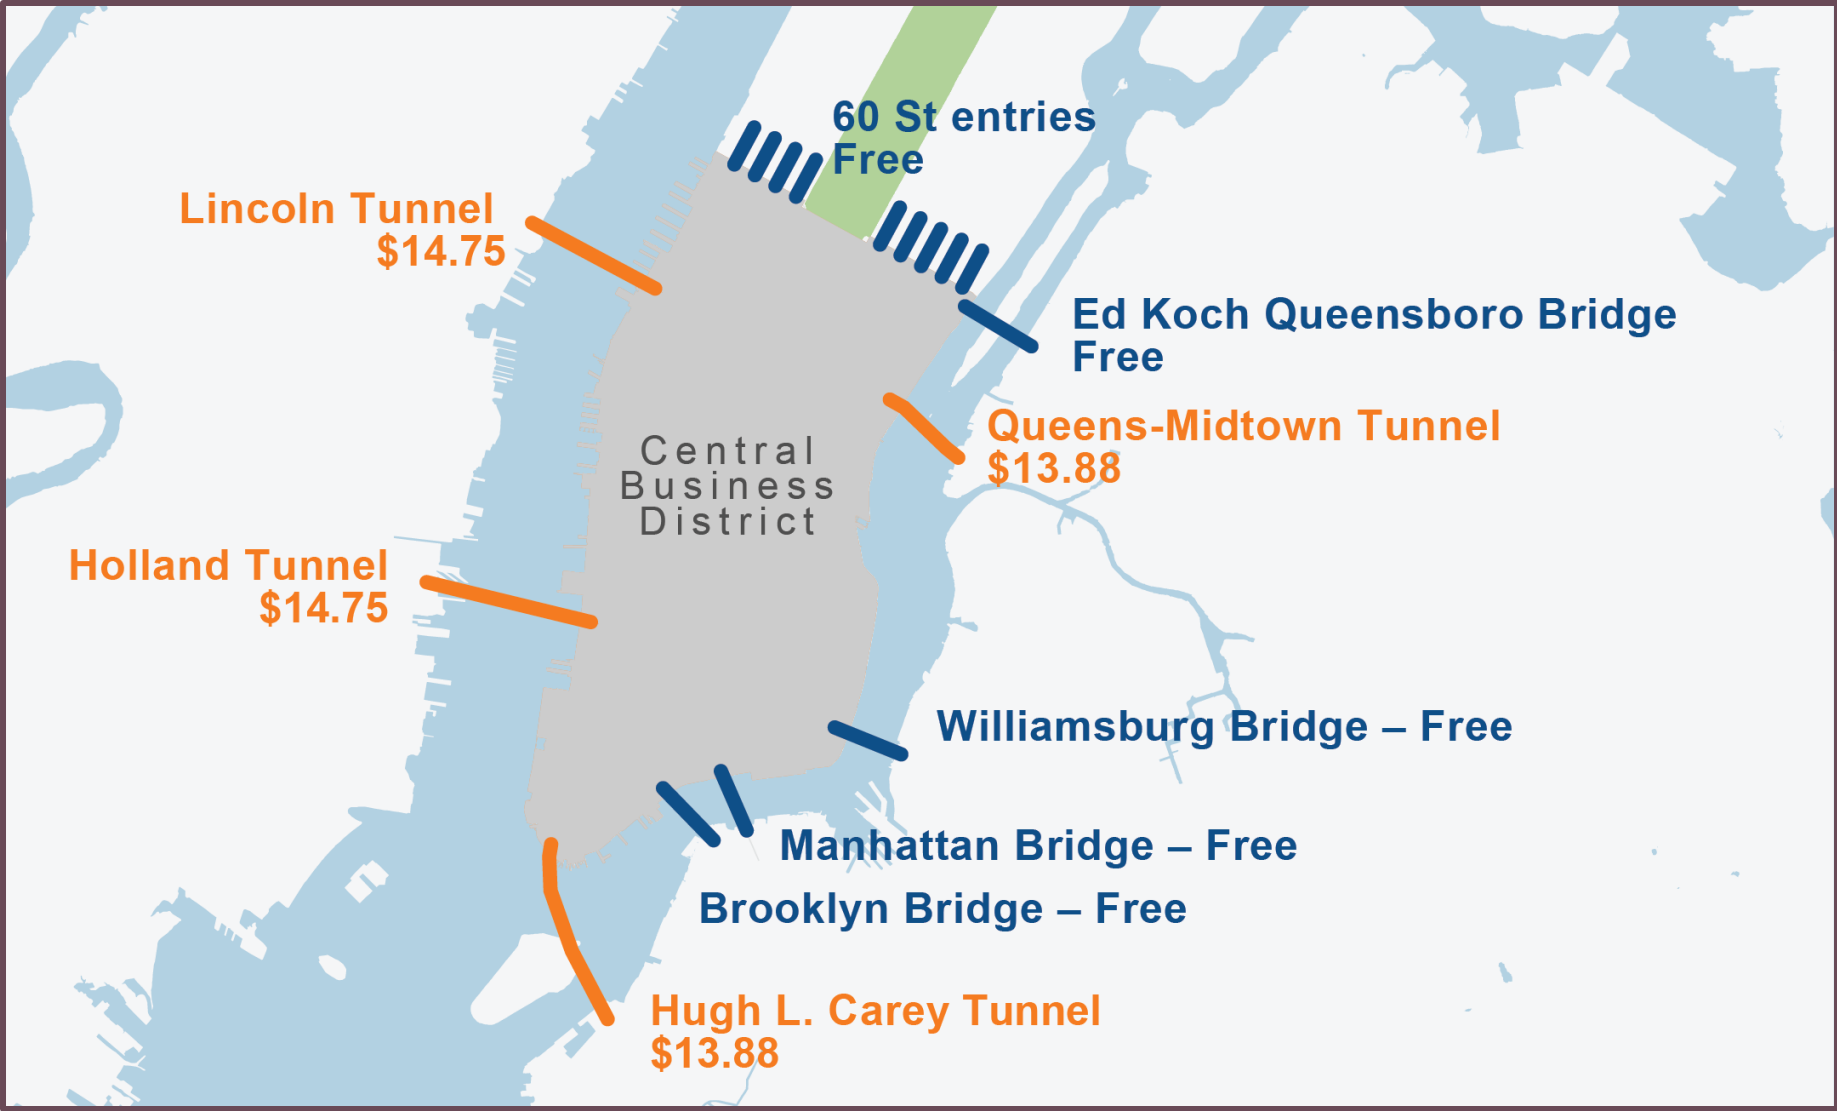 60 St entries
Free
Lincoln Tunnel
$14.75
Ed Koch Queensboro Bridge
Free
Queens-Midtown Tunnel
$13.88
Central
Business
District
Holland Tunnel
$14.75
Williamsburg Bridge – Free
Manhattan Bridge – Free
Brooklyn Bridge – Free
Hugh L. Carey Tunnel
$13.88